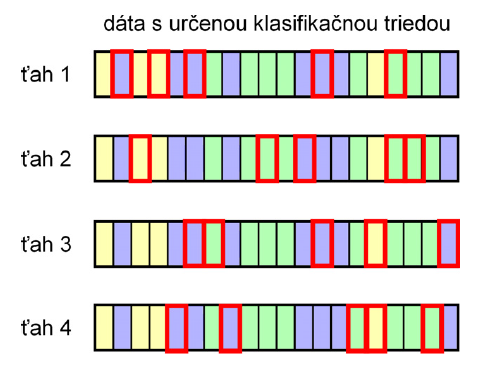 dáta s určenou klasifikačnou triedou
ťah 1
ťah 2
ťah 3
ťah 4